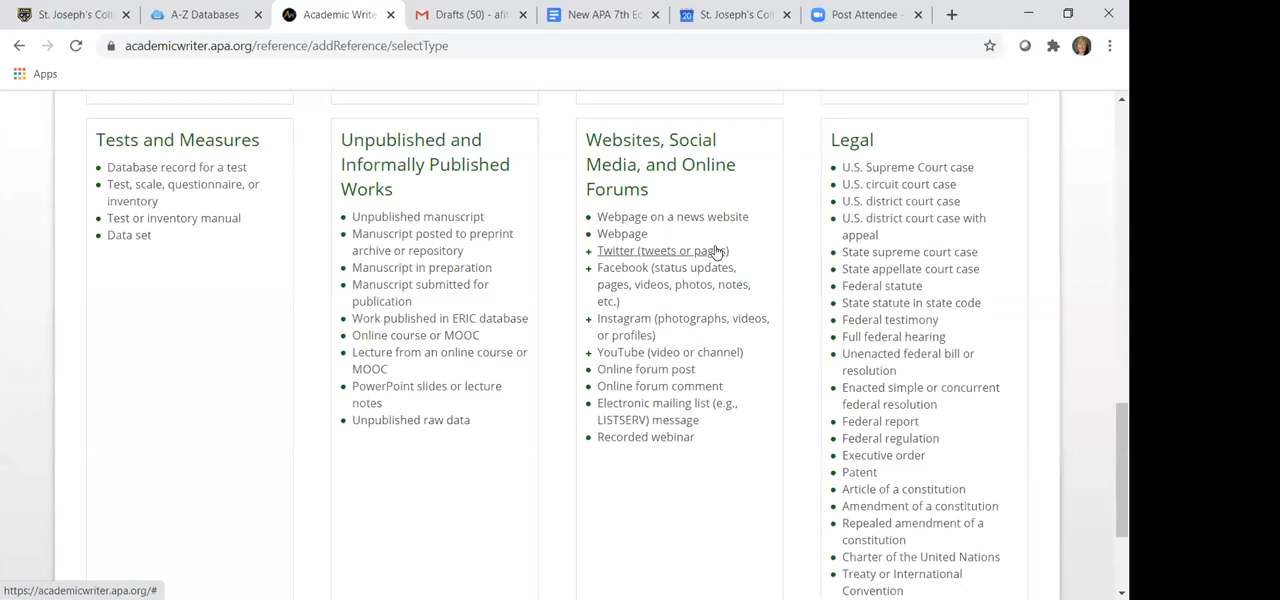 St. Joseph's Coll
A-Z Databases
Academic Write
Drafts (50) - afit
New APA 7th Ec
St. Joseph's Coll
Post Attendee -
academicwriter.apa.org/reference/addReference/selectType
Apps
Tests and Measures
Database record for a test
Test, scale, questionnaire, or
inventory
Test or inventory manual
Data set
Unpublished and
Informally Published
Works
Unpublished manuscript
Manuscript posted to preprint
archive or repository
Manuscript in preparation
Manuscript submitted for
publication
Work published in ERIC database
Online course or MOOC
Lecture from an online course or
MOOC
PowerPoint slides or lecture
notes
Unpublished raw data
Websites, Social
Media, and Online
Forums
Webpage on a news website
Webpage
Twitter (tweets or pages)
Facebook (status updates,
pages, videos, photos, notes,
etc.)
Instagram (photographs, videos,
or profiles)
YouTube (video or channel)
Online forum post
Online forum comment
Electronic mailing list (e.g.,
LISTSERV) message
Recorded webinar
Legal
U.S. Supreme Court case
U.S. circuit court case
U.S. district court case
U.S. district court case with
appeal
State supreme court case
State appellate court case
Federal statute
State statute in state code
Federal testimony
Full federal hearing
Unenacted federal bill or
resolution
Enacted simple or concurrent
federal resolution
Federal report
Federal regulation
Executive order
Patent
Article of a constitution
Amendment of a constitution
Repealed amendment of a
constitution
Charter of the United Nations
Treaty or International
Convention
https://academicwriter.apa.org/#